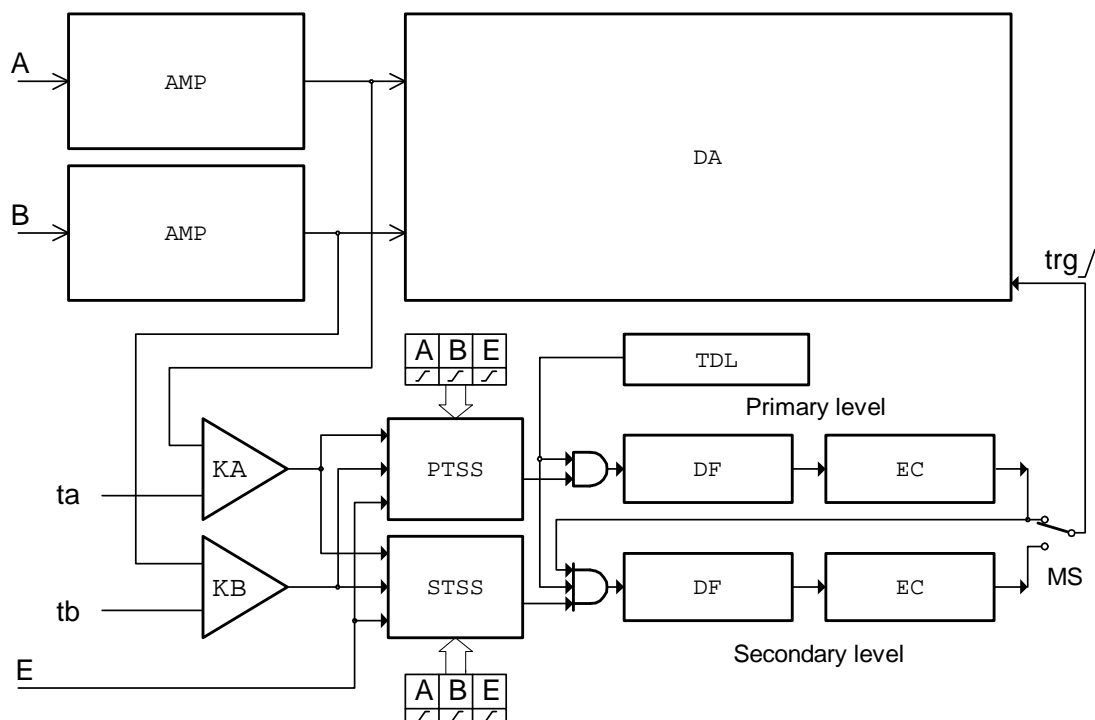 A
AMP
DA
B
AMP
trg
A B E
TDL
Primary level
KA
PTSS
DF
EC
ta
KB
STSS
DF
EC
MS
tb
Secondary level
E
A B E